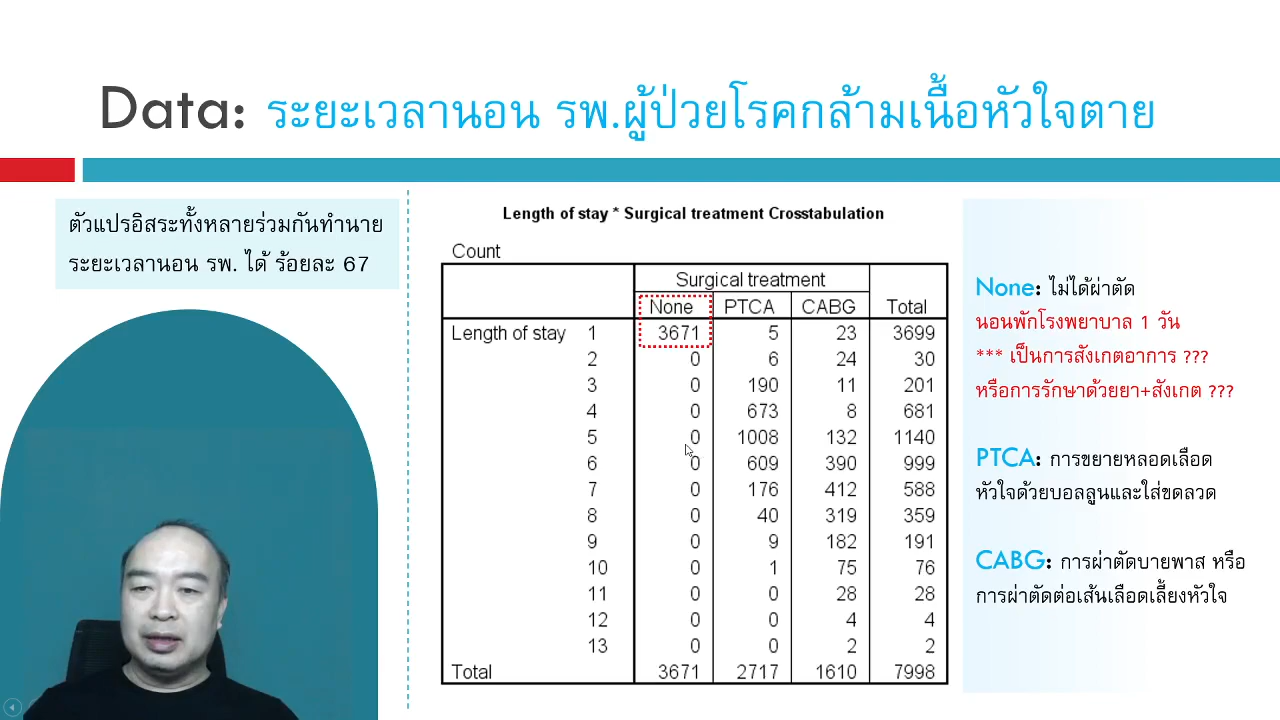 Data: ระยะเวลานอน รพ.ผู้ป่วยโรคกล้ามเนื้อหัวใจตาย
ตัวแปรอิสระทั้งหลายร่วมกันทำนาย
ระยะเวลานอน รพ. ได้ ร้อยละ 67
Length of stay * Surgical treatment Crosstabulation
Count
Surgical treatment
None PTCA CABG Total
Length of stay 1 3671 5 23 3699
2 0 6 24 30
3 0 190 11 201
4 0 673 8 681
5 0 1008 132 1140
6 0 609 390 999
7 0 176 412 588
8 0 40 319 359
9 0 9 182 191
10 0 1 75 76
11 0 0 28 28
12 0 0 4 4
13 0 0 2 2
Total 3671 2717 1610 7998
None: ไม่ได้ผ่าตัด
นอนพักโรงพยาบาล 1 วัน
*** เป็นการสังเกตอาการ ???
หรือการรักษาด้วยยา+สังเกต ???
PTCA: การขยายหลอดเลือด
หัวใจด้วยบอลลูนและใส่ขดลวด
CABG: การผ่าตัดบายพาส หรือ
การผ่าตัดต่อเส้นเลือดเลี้ยงหัวใจ